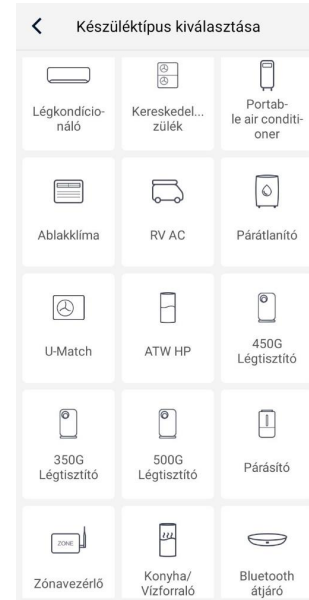 Készüléktípus kiválasztása
Légkondício-
náló
Kereskedel...
zülék
Portab-
le air conditi-
oner
Ablakklíma
RV AC
Párátlanító
U-Match
ATW HP
450G
Légtisztító
350G
Légtisztító
500G
Légtisztító
Párásító
ZONE
Zónavezérlő
Konyha/
Vízforraló
Bluetooth
átjáró